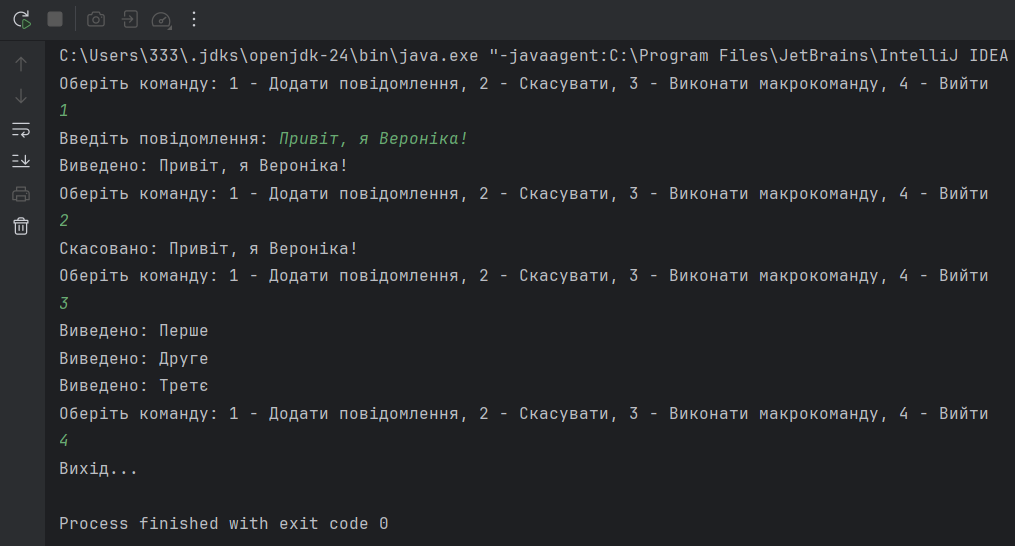 C:\Users\333\.jdks\openjdk-24\bin\java.exe "-javaagent:C:\Program Files\JetBrains\IntelliJ IDEA
Оберіть команду: 1 - Додати повідомлення, 2 - Скасувати, 3 - Виконати макрокоманду, 4 - Вийти
1
Введіть повідомлення: Привіт, я Вероніка!
Виведено: Привіт, я Вероніка!
Оберіть команду: 1 - Додати повідомлення, 2 - Скасувати, 3 - Виконати макрокоманду, 4 - Вийти
2
Скасовано: Привіт, я Вероніка!
Оберіть команду: 1 - Додати повідомлення, 2 - Скасувати, 3 - Виконати макрокоманду, 4 - Вийти
3
Виведено: Перше
Виведено: Друге
Виведено: Третє
Оберіть команду: 1 - Додати повідомлення, 2 - Скасувати, 3 - Виконати макрокоманду, 4 - Вийти
4
Вихід...
Process finished with exit code 0